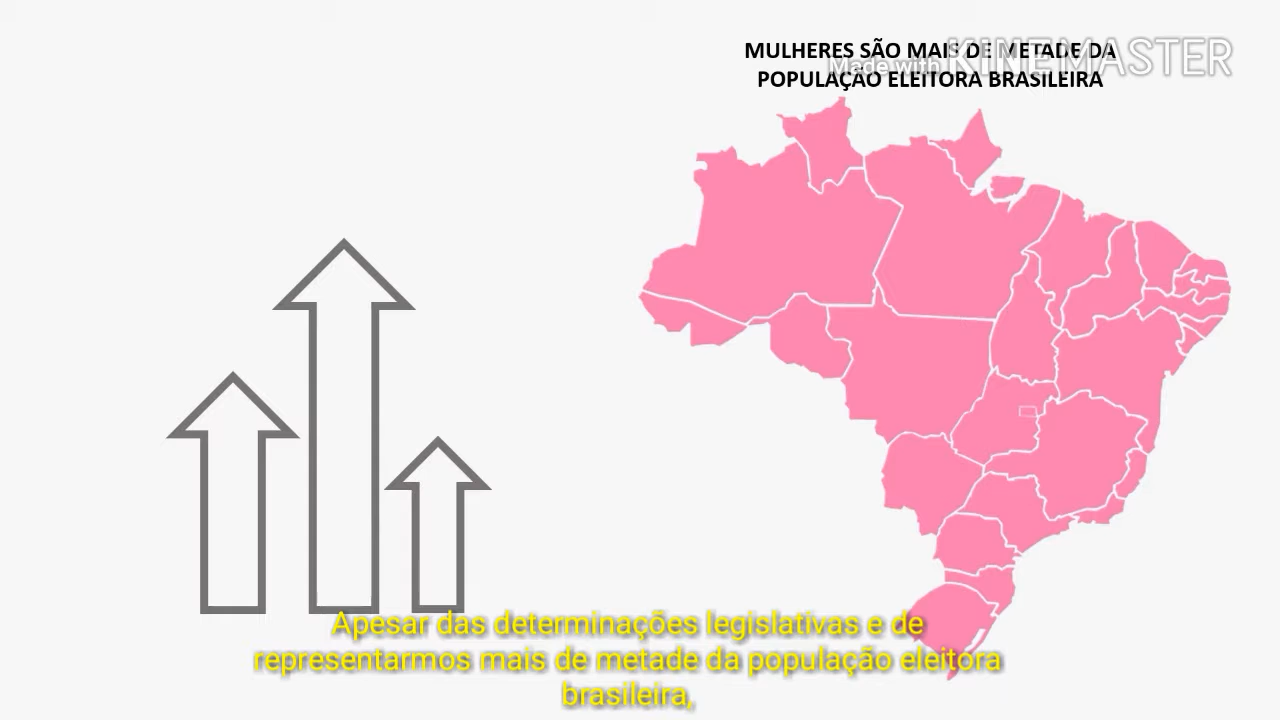 MULHERES SÃO MAIS DE METADE DA
POPULAÇÃO ELEITORA BRASILEIRA
Made with KINEMASTER
Apesar das determinações legislativas e de
representarmos mais de metade da população eleitora
brasileira,